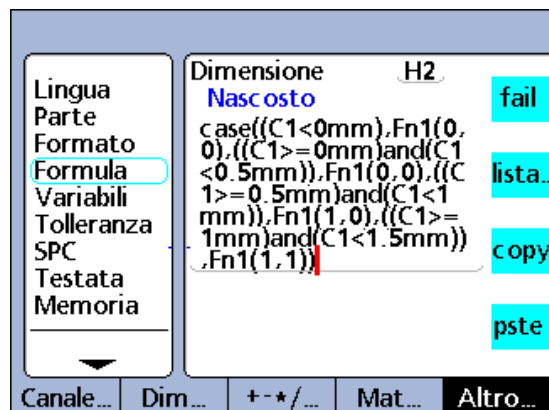 Lingua
Parte
Formato
Formula
Variabili
Tolleranza
SPC
Testata
Memoria
Dimensione H2
Nascosto
case((C1<0mm),Fn1(0,
0),((C1>=0mm)and(C1
<0.5mm)),Fn1(0,0),((C
1>=0.5mm)and(C1<1
mm)),Fn1(1,0),((C1>=
1mm)and(C1<1.5mm))
,Fn1(1,1))
fail
lista...
copy
pste
Canale... Dim... +-*/... Mat... Altro...